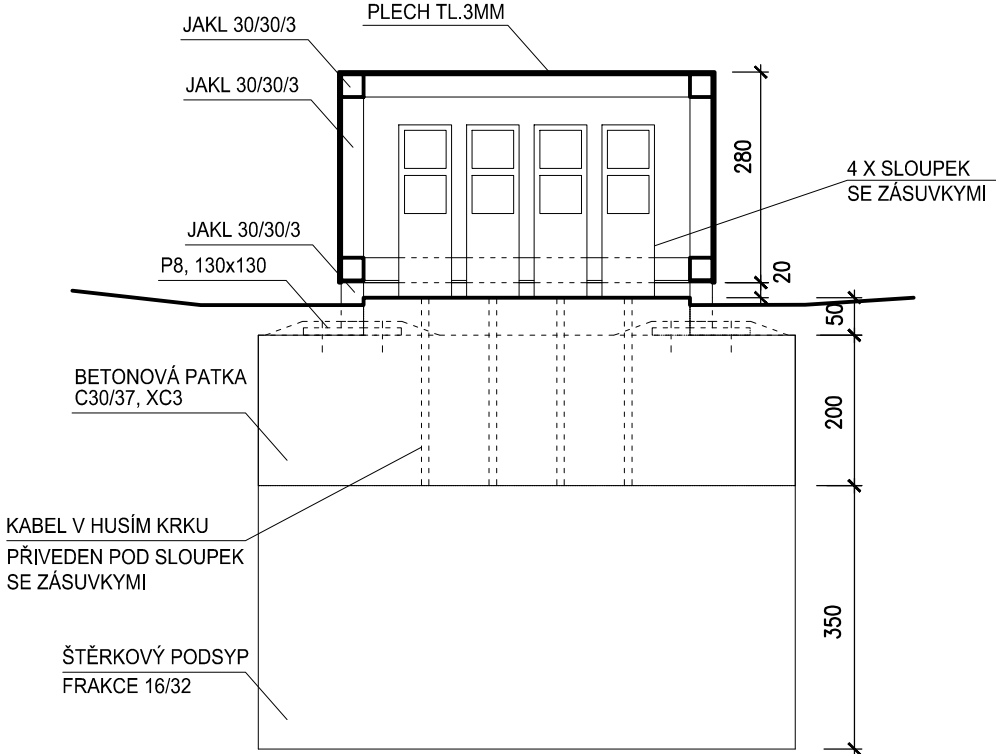 PLECH TL.3MM
JAKL 30/30/3
JAKL 30/30/3
280
4 X SLOUPEK
SE ZÁSUVKYMI
JAKL 30/30/3
P8, 130x130
20
50
BETONOVÁ PATKA
C30/37, XC3
200
KABEL V HUSÍM KRKU
PŘIVEDEN POD SLOUPEK
SE ZÁSUVKYMI
350
ŠTĚRKOVÝ PODSYP
FRAKCE 16/32